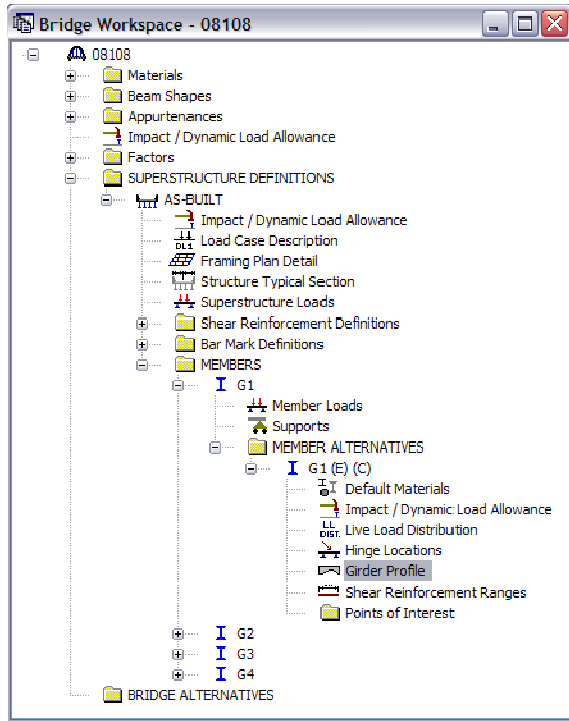 Bridge Workspace - 08108
08108
Materials
Beam Shapes
Appurtenances
Impact / Dynamic Load Allowance
Factors
SUPERSTRUCTURE DEFINITIONS
AS-BUILT
Impact / Dynamic Load Allowance
DL1 Load Case Description
Framing Plan Detail
Structure Typical Section
Superstructure Loads
Shear Reinforcement Definitions
Bar Mark Definitions
MEMBERS
G1
Member Loads
Supports
MEMBER ALTERNATIVES
G1 (E) (C)
Default Materials
Impact / Dynamic Load Allowance
LL DIST. Live Load Distribution
Hinge Locations
Girder Profile
Shear Reinforcement Ranges
Points of Interest
G2
G3
G4
BRIDGE ALTERNATIVES